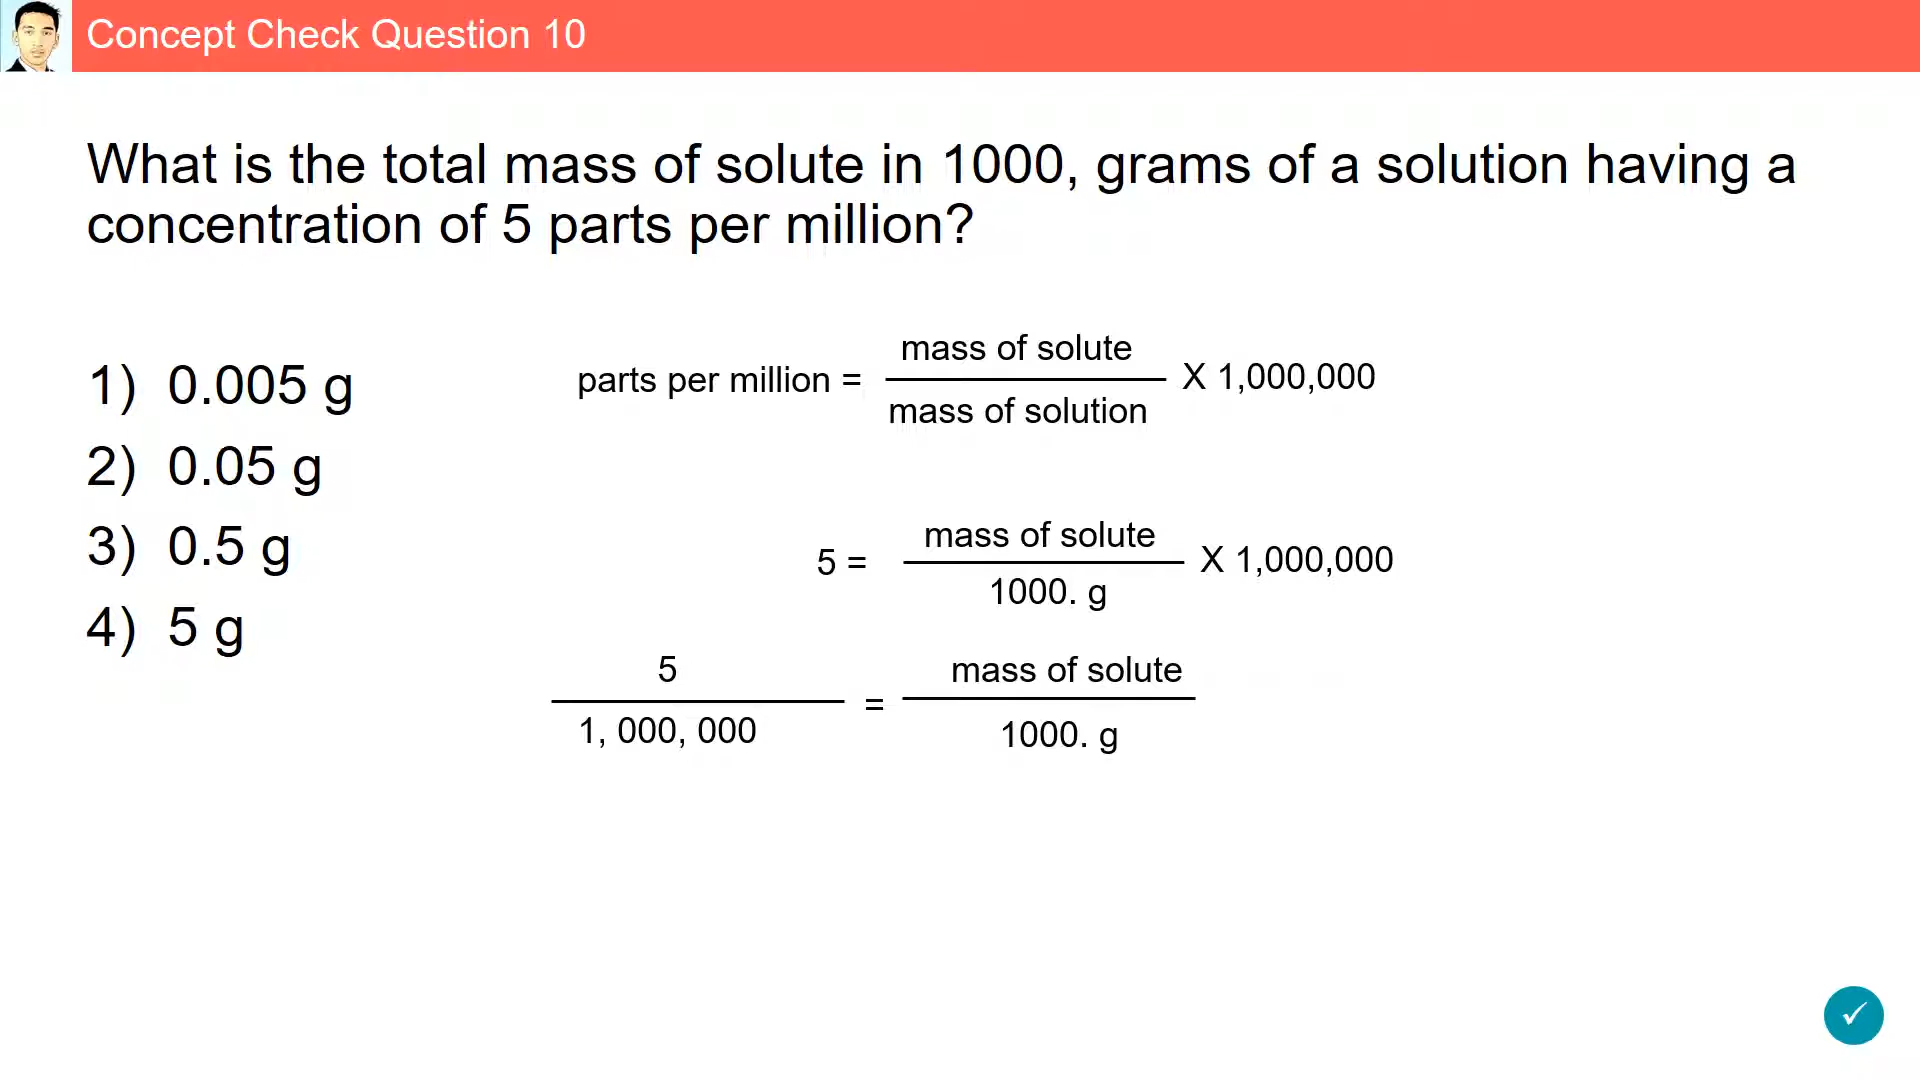 Concept Check Question 10
What is the total mass of solute in 1000, grams of a solution having a
concentration of 5 parts per million?
1) 0.005 g
2) 0.05 g
3) 0.5 g
4) 5 g
mass of solute
parts per million = X 1,000,000
mass of solution
mass of solute
5 = X 1,000,000
1000. g
5 mass of solute
=
1, 000, 000 1000. g